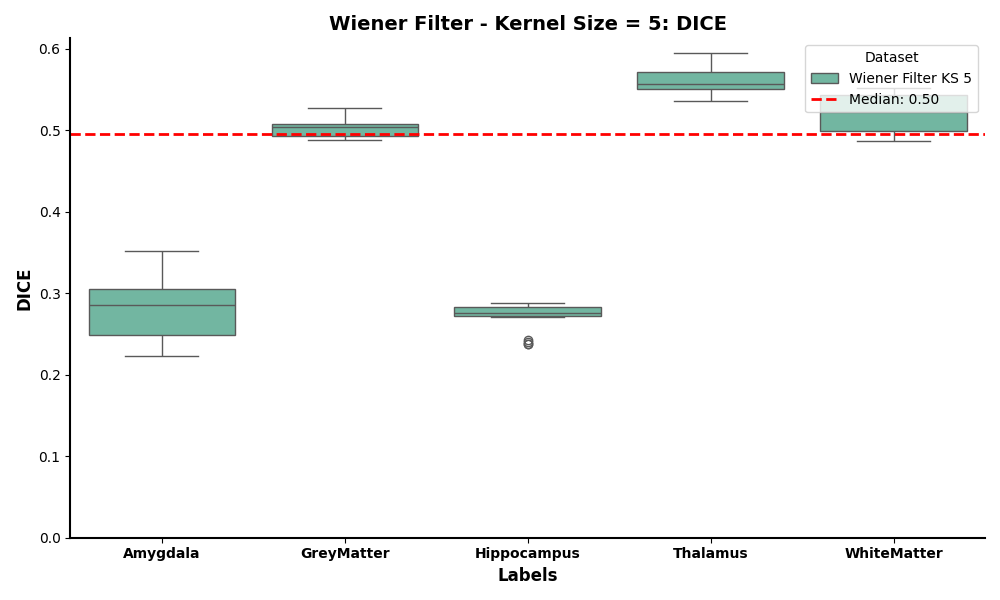 Wiener Filter - Kernel Size = 5: DICE
Dataset
Wiener Filter KS 5
Median: 0.50
DICE
0.6
0.5
0.4
0.3
0.2
0.1
0.0
Amygdala GreyMatter Hippocampus Thalamus WhiteMatter
Labels